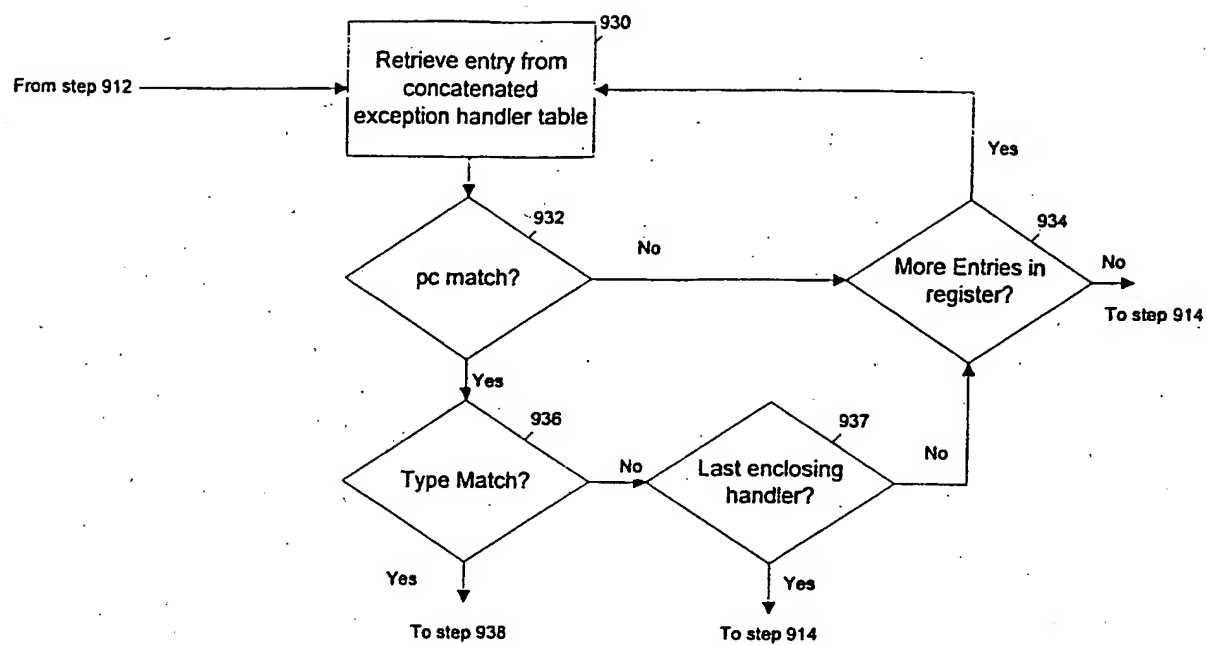 930
Retrieve entry from
concatenated
exception handler table
From step 912
Yes
932
934
No
pc match?
More Entries in
register?
No
To step 914
Yes
936
937
No
Type Match?
No
Last enclosing
handler?
Yes
Yes
To step 938
To step 914